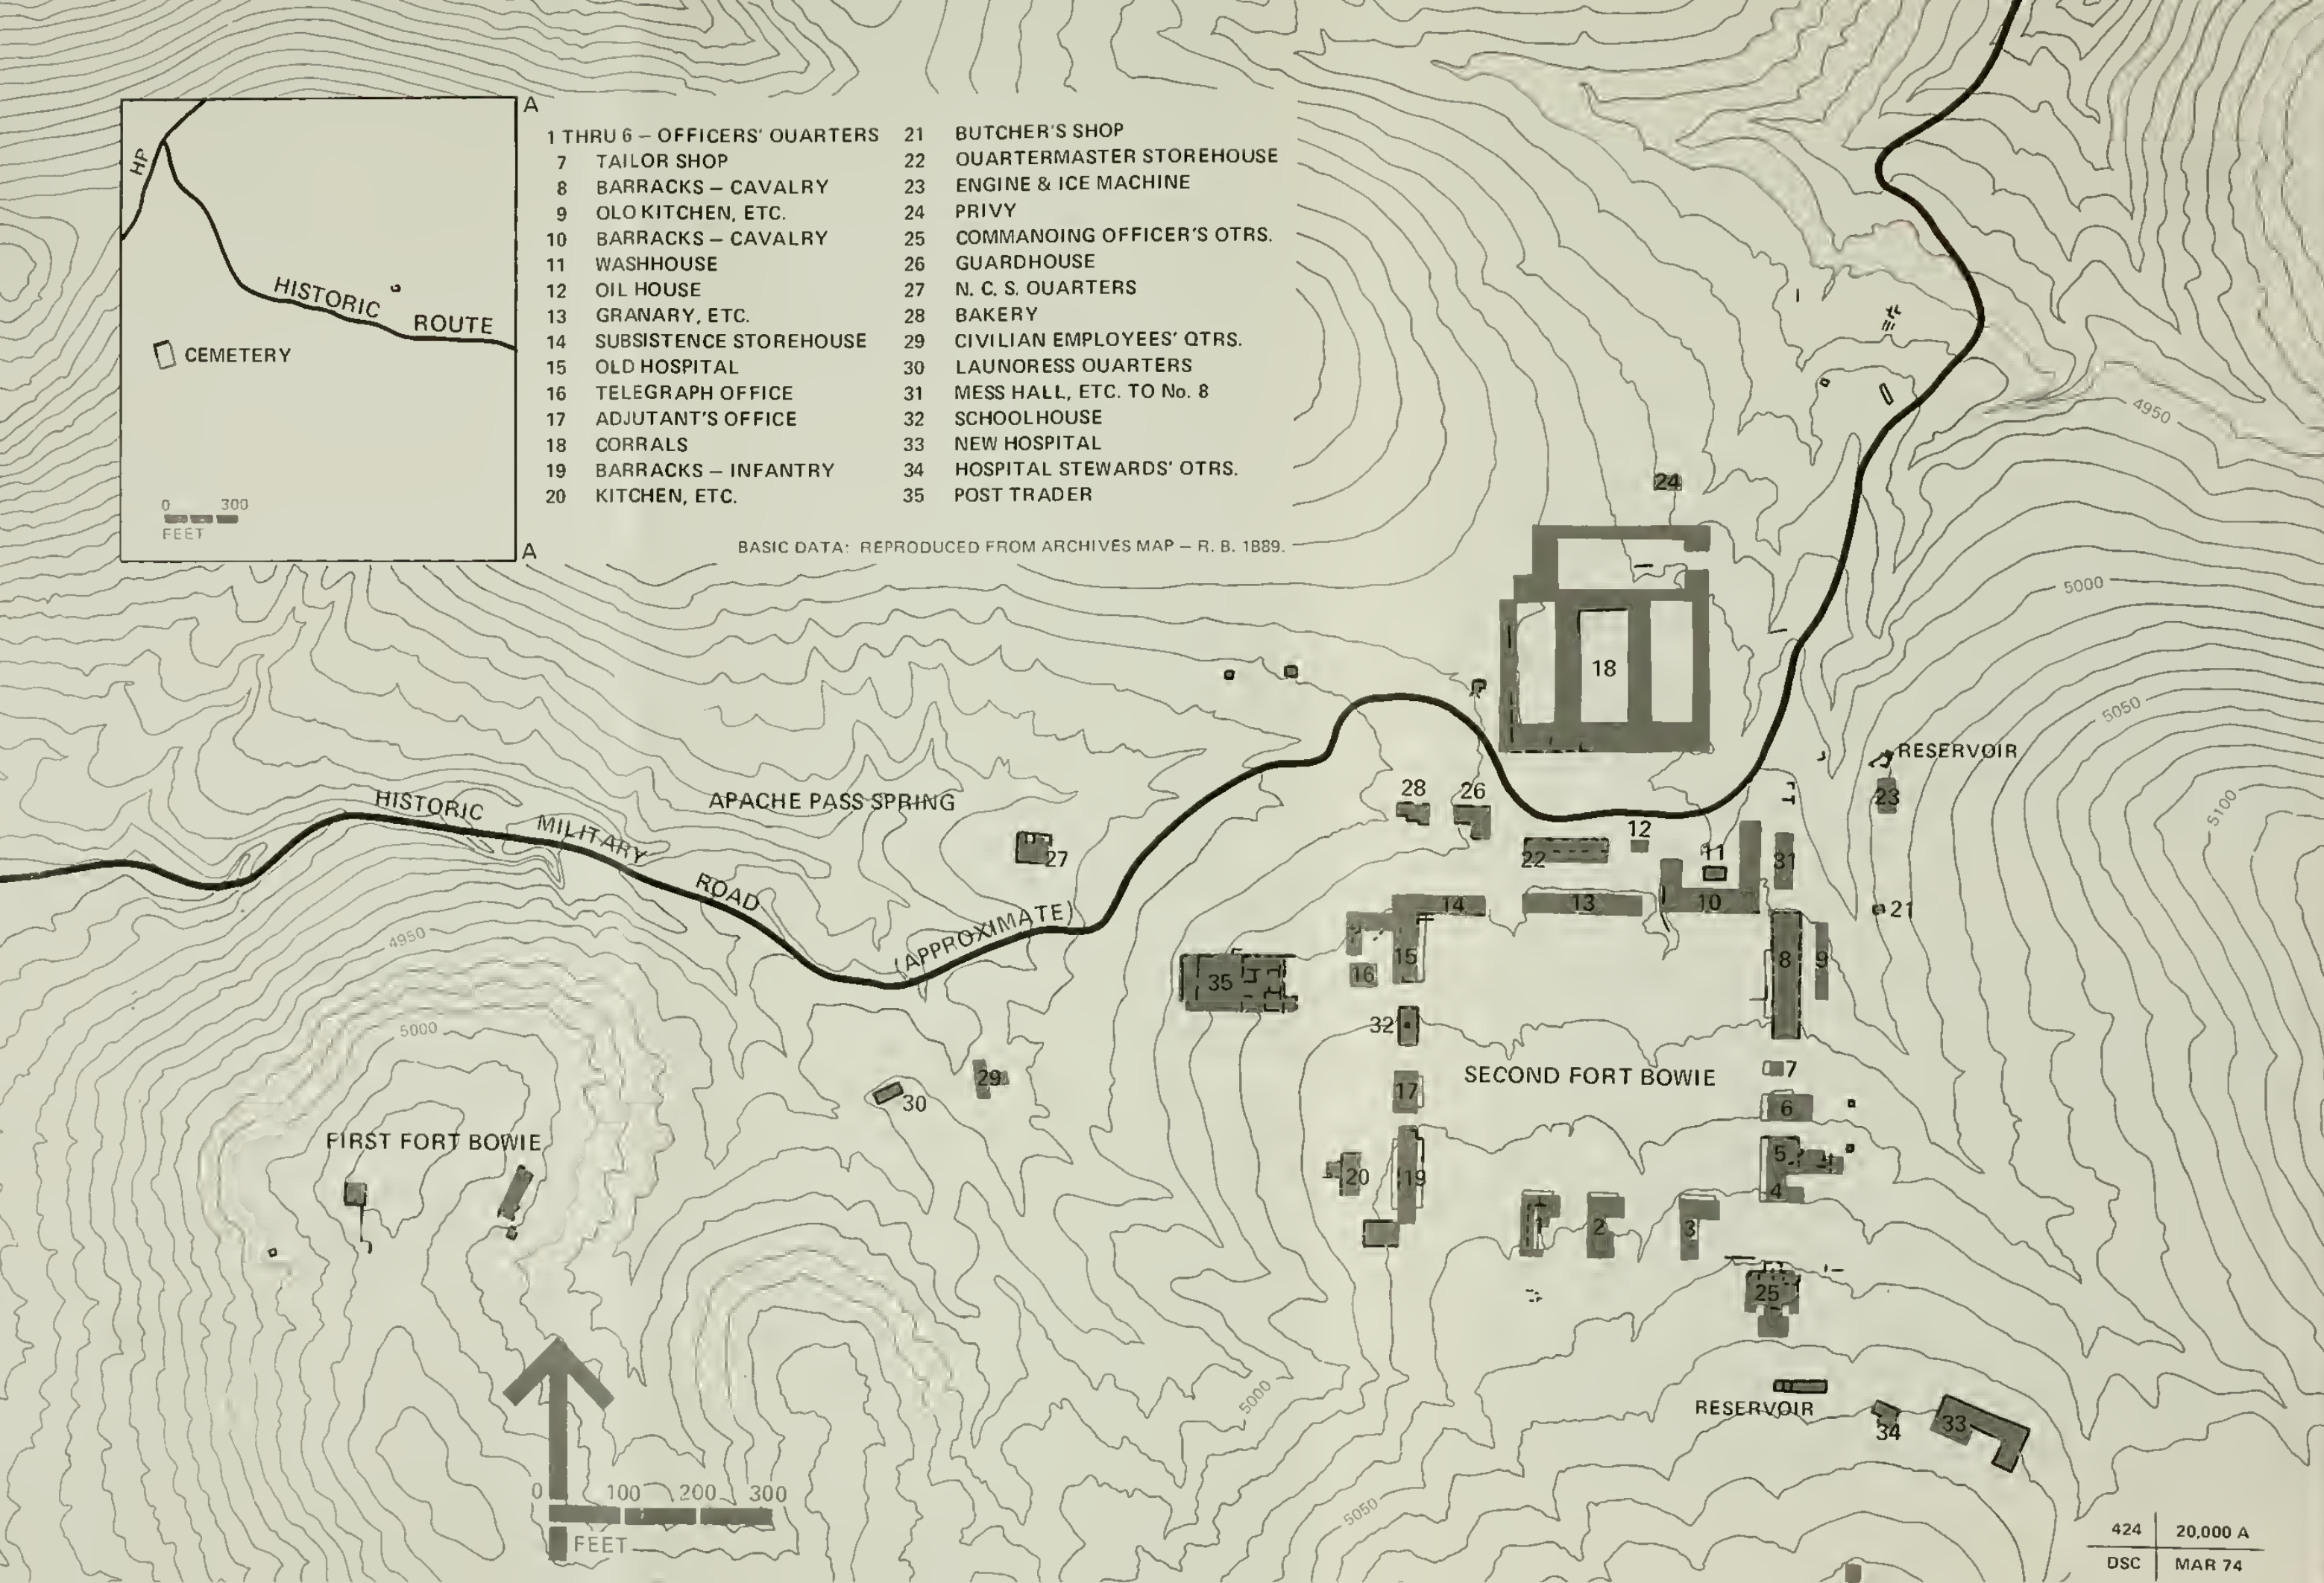 A
HP
HISTORIC ROUTE
CEMETERY
0 300
FEET
A
1 THRU 6 – OFFICERS' OUARTERS
7 TAILOR SHOP
8 BARRACKS – CAVALRY
9 OLO KITCHEN, ETC.
10 BARRACKS – CAVALRY
11 WASHHOUSE
12 OIL HOUSE
13 GRANARY, ETC.
14 SUBSISTENCE STOREHOUSE
15 OLD HOSPITAL
16 TELEGRAPH OFFICE
17 ADJUTANT'S OFFICE
18 CORRALS
19 BARRACKS – INFANTRY
20 KITCHEN, ETC.
21 BUTCHER'S SHOP
22 OUARTERMASTER STOREHOUSE
23 ENGINE & ICE MACHINE
24 PRIVY
25 COMMANOING OFFICER'S OTRS.
26 GUARDHOUSE
27 N. C. S. OUARTERS
28 BAKERY
29 CIVILIAN EMPLOYEES' QTRS.
30 LAUNORESS OUARTERS
31 MESS HALL, ETC. TO No. 8
32 SCHOOLHOUSE
33 NEW HOSPITAL
34 HOSPITAL STEWARDS' OTRS.
35 POST TRADER
BASIC DATA: REPRODUCED FROM ARCHIVES MAP – R. B. 1B89.
4950
24
5000
18
5050
RESERVOIR
23
5100
HISTORIC MILITARY ROAD (APPROXIMATE)
APACHE PASS SPRING
27
28
26
12
22
11
31
14
13
10
21
4950
15
8
9
16
35
5000
32
SECOND FORT BOWIE
7
29
17
6
30
FIRST FORT BOWIE
5
20
19
4
2
3
25
5000
RESERVOIR
34
33
0 100 200 300
FEET
5050
424 20,000 A
DSC MAR 74